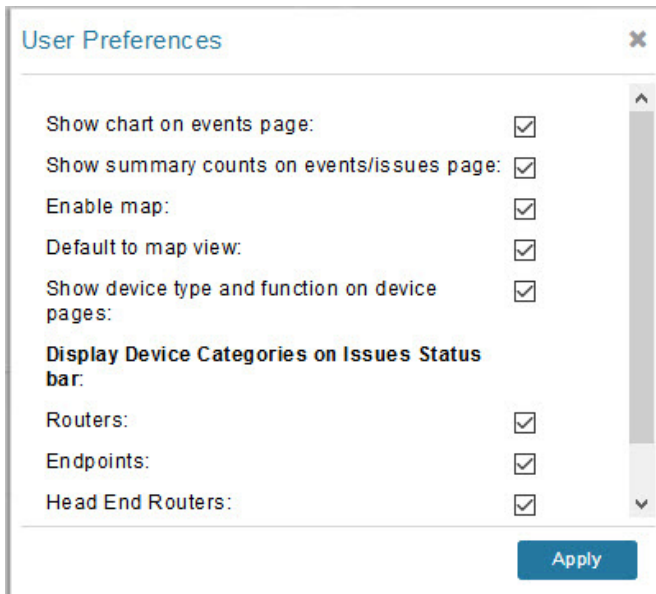 User Preferences
Show chart on events page:
Show summary counts on events/issues page:
Enable map:
Default to map view:
Show device type and function on device
pages:
Display Device Categories on Issues Status
bar:
Routers:
Endpoints:
Head End Routers:
Apply